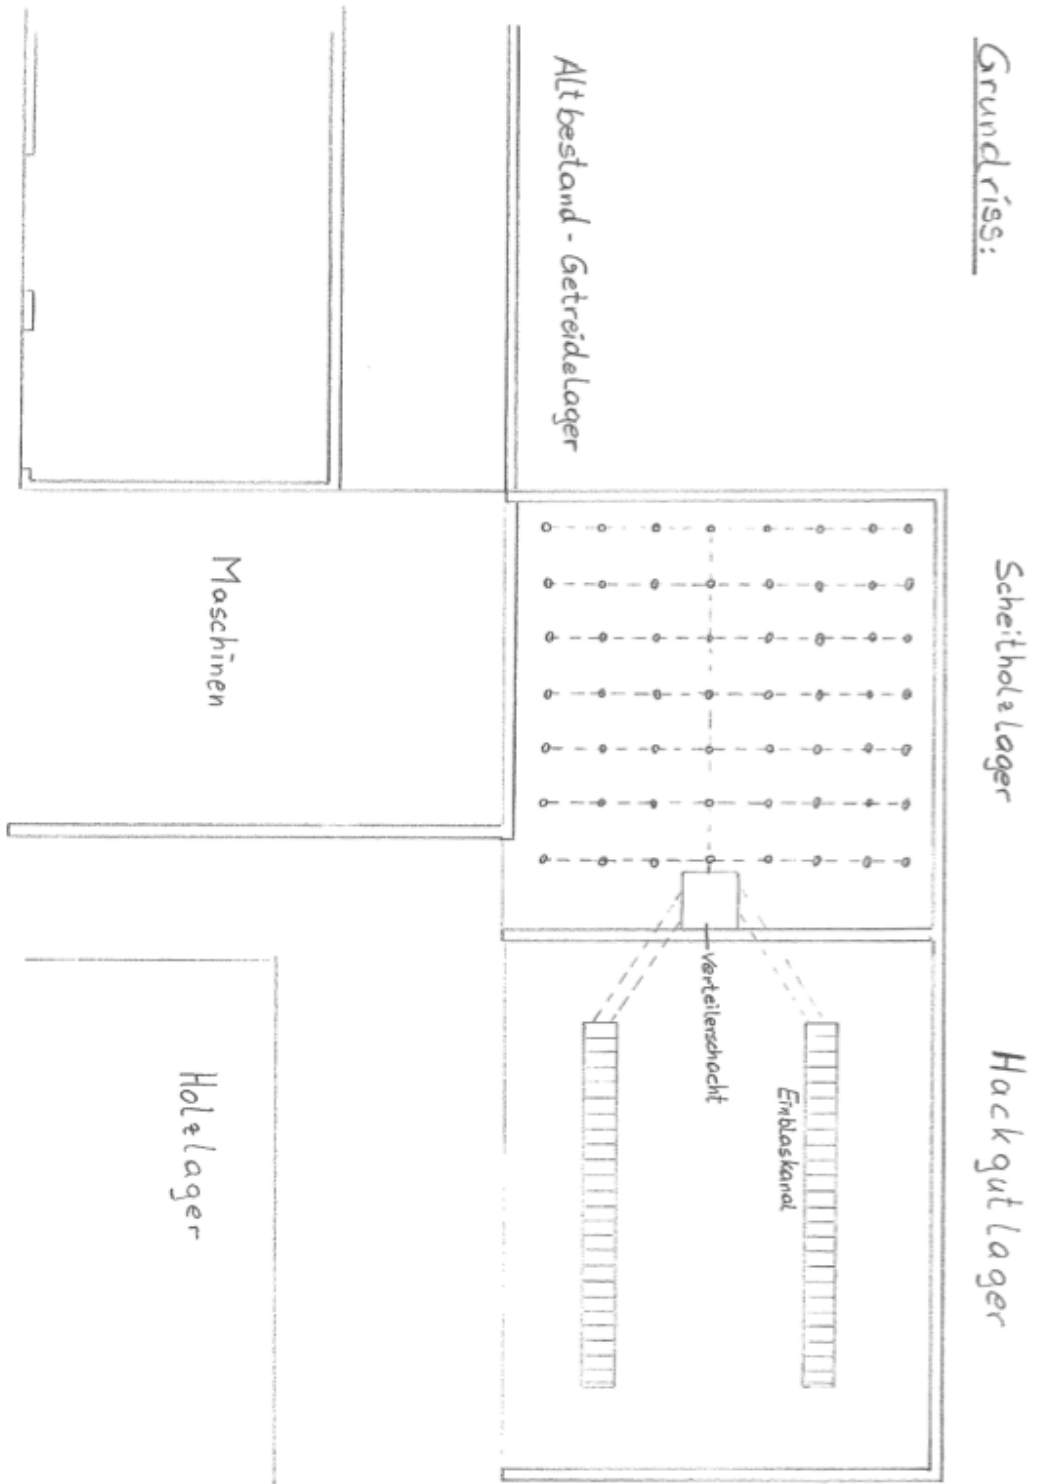 Grundriss:
Scheitholzlager
Hackgutlager
Altbestand - Getreidelager
Verteilerschacht
Einblaskanal
Maschinen
Holzlager